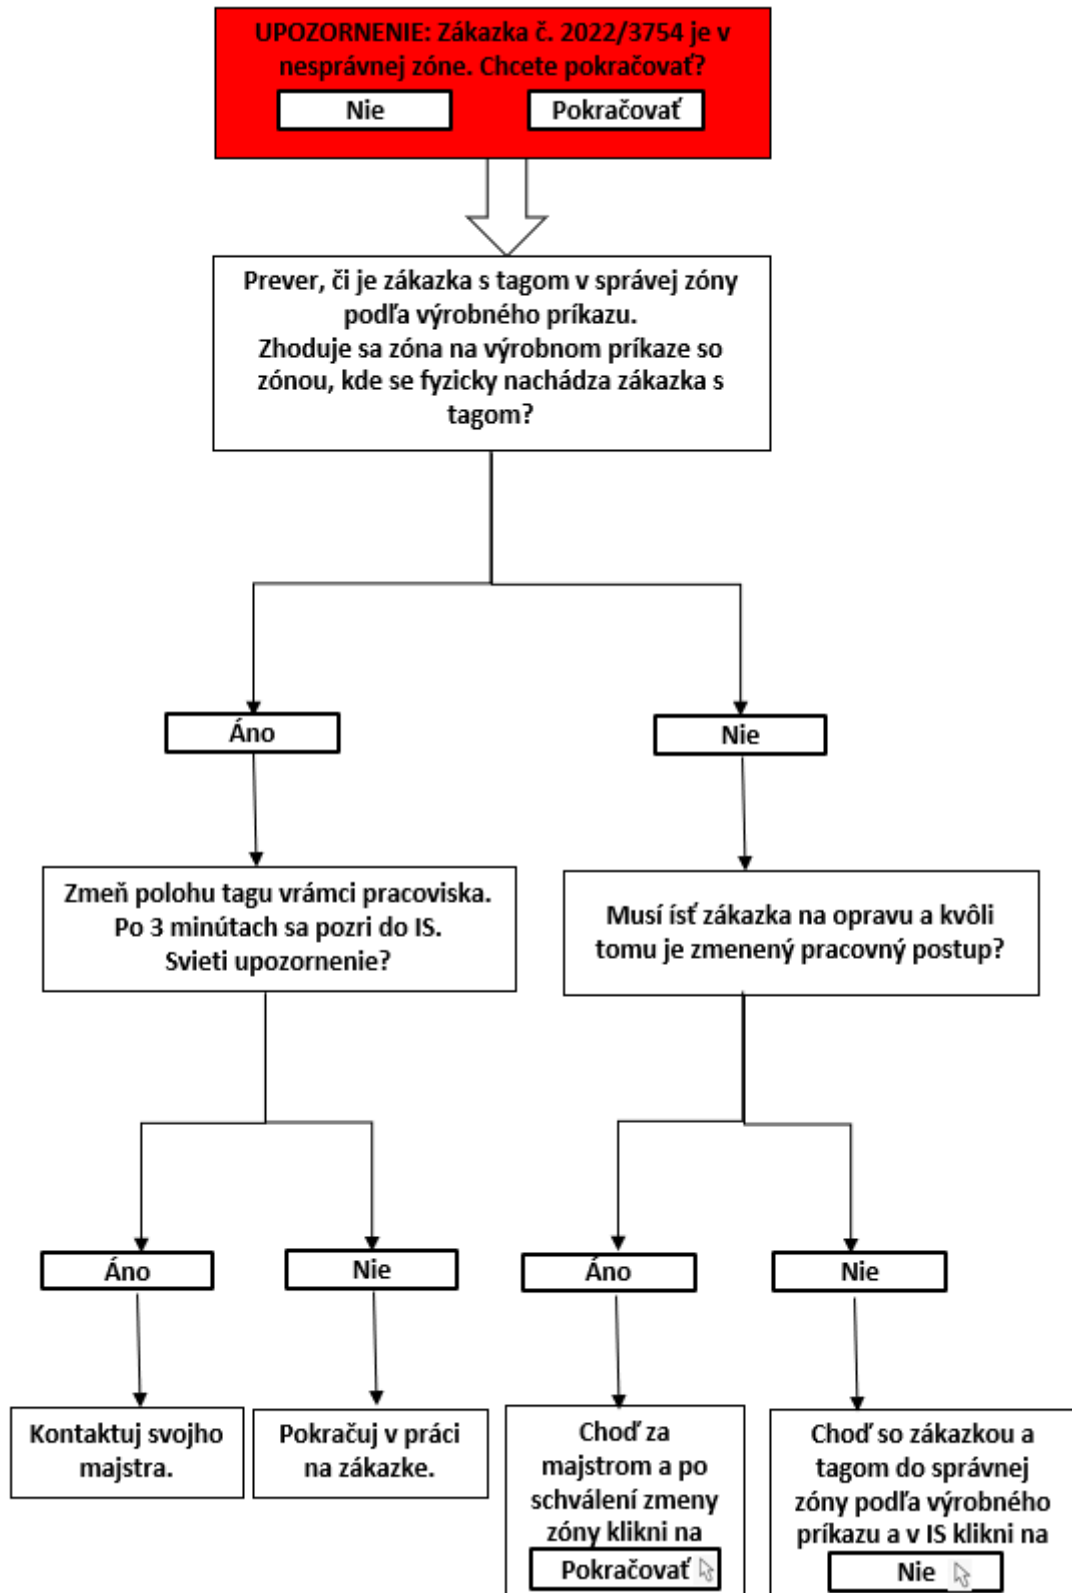 UPOZORNENIE: Zákazka č. 2022/3754 je v
nesprávnej zóne. Chcete pokračovať?
Nie
Pokračovať
Prever, či je zákazka s tagom v správej zóny
podľa výrobného príkazu.
Zhoduje sa zóna na výrobnom príkaze so
zónou, kde se fyzicky nachádza zákazka s
tagom?
Áno
Nie
Zmeň polohu tagu vrámci pracoviska.
Po 3 minútach sa pozri do IS.
Svieti upozornenie?
Musí ísť zákazka na opravu a kvôli
tomu je zmenený pracovný postup?
Áno
Nie
Áno
Nie
Kontaktuj svojho
majstra.
Pokračuj v práci
na zákazke.
Choď za
majstrom a po
schválení zmeny
zóny klikni na
Pokračovať
Choď so zákazkou a
tagom do správnej
zóny podľa výrobného
príkazu a v IS klikni na
Nie